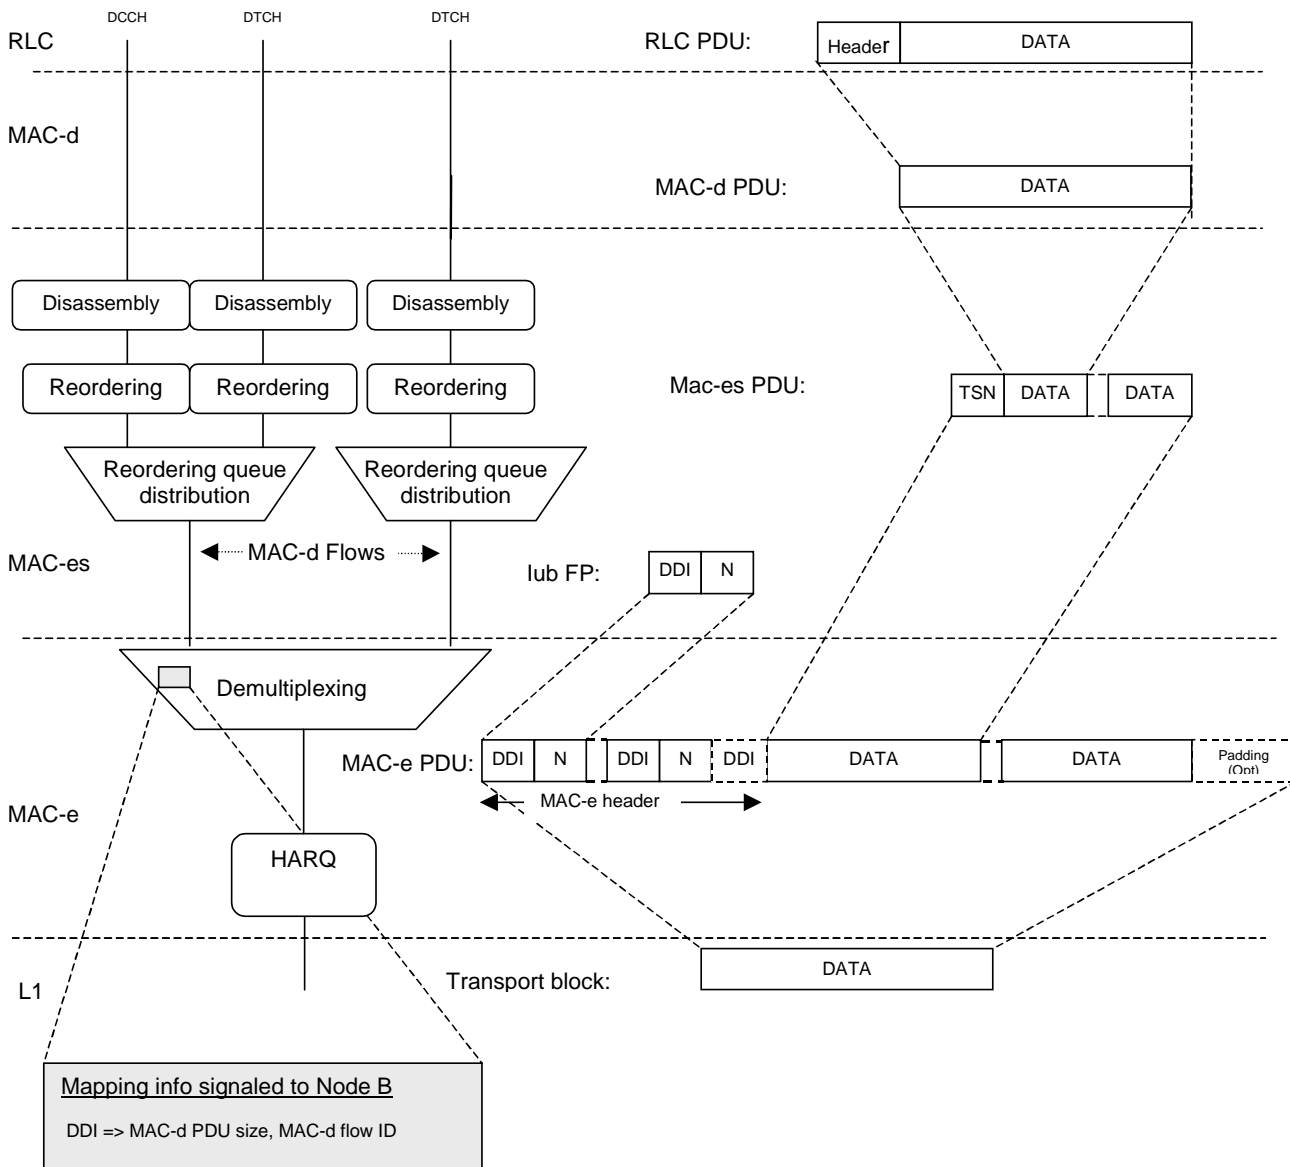 DCCH DTCH DTCH
RLC RLC PDU: Header DATA
MAC-d
MAC-d PDU: DATA
Disassembly Disassembly Disassembly
Reordering Reordering Reordering
Mac-es PDU: TSN DATA DATA
Reordering queue distribution
Reordering queue distribution
MAC-d Flows
MAC-es
Iub FP: DDI N
Demultiplexing
MAC-e PDU: DDI N DDI N DDI DATA DATA Padding
(Opt)
MAC-e header
MAC-e
HARQ
L1
Transport block: DATA
Mapping info signaled to Node B
DDI => MAC-d PDU size, MAC-d flow ID